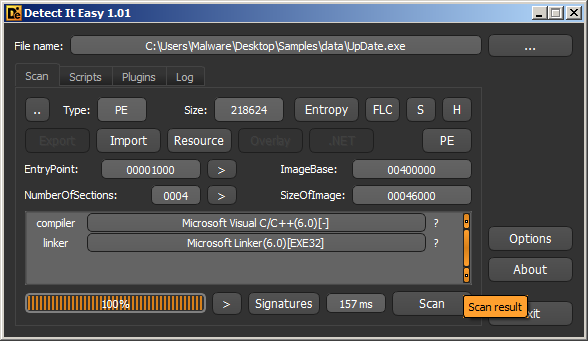 Detect It Easy 1.01
File name: C:\Users\Malware\Desktop\Samples\data\UpDate.exe ...
Scan Scripts Plugins Log
.. Type: PE Size: 218624 Entropy FLC S H
Export Import Resource Overlay .NET PE
EntryPoint: 00001000 > ImageBase: 00400000
NumberOfSections: 0004 > SizeOfImage: 00046000
compiler Microsoft Visual C/C++(6.0)[-] ?
linker Microsoft Linker(6.0)[EXE32] ?
Options
About
100% > Signatures 157 ms Scan
Scan result